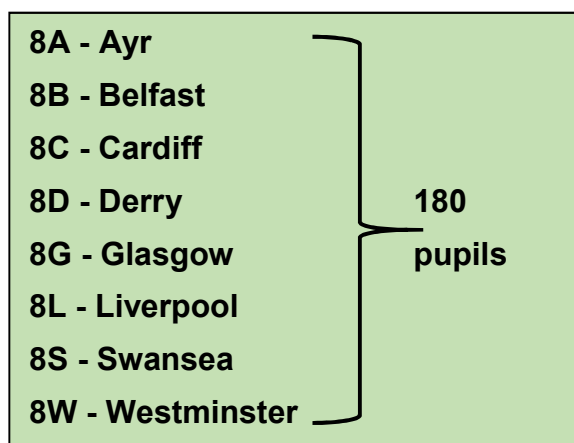 8A - Ayr
8B - Belfast
8C - Cardiff
8D - Derry
180
8G - Glasgow
pupils
8L - Liverpool
8S - Swansea
8W - Westminster